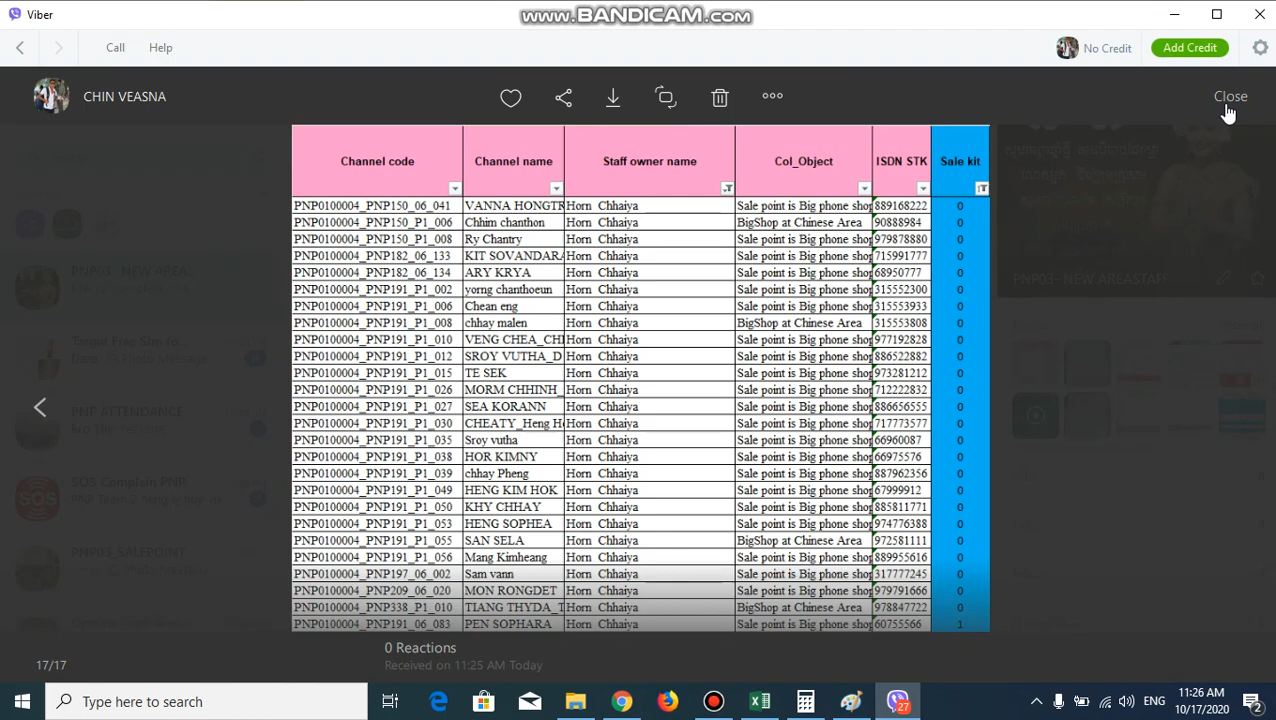 Viber
www.BANDICAM.com
Call Help
No Credit Add Credit
CHIN VEASNA
Close
Channel code Channel name Staff owner name Col_Object ISDN STK Sale kit
PNP0100004_PNP150_06_041 VANNA HONGTR Horn Chhaiya Sale point is Big phone shop 889168222 0
PNP0100004_PNP150_P1_006 Chhim chanthon Horn Chhaiya BigShop at Chinese Area 90888984 0
PNP0100004_PNP150_P1_008 Ry Chantry Horn Chhaiya Sale point is Big phone shop 979878880 0
PNP0100004_PNP182_06_133 KIT SOVANDARA Horn Chhaiya Sale point is Big phone shop 715991777 0
PNP0100004_PNP182_06_134 ARY KRYA Horn Chhaiya Sale point is Big phone shop 68950777 0
PNP0100004_PNP191_P1_002 yorng chanthoeun Horn Chhaiya Sale point is Big phone shop 315552300 0
PNP0100004_PNP191_P1_006 Chean eng Horn Chhaiya Sale point is Big phone shop 315553933 0
PNP0100004_PNP191_P1_008 chhay malen Horn Chhaiya BigShop at Chinese Area 315553808 0
PNP0100004_PNP191_P1_010 VENG CHEA_CHI Horn Chhaiya Sale point is Big phone shop 977192828 0
PNP0100004_PNP191_P1_012 SROY VUTHA_D Horn Chhaiya Sale point is Big phone shop 886522882 0
PNP0100004_PNP191_P1_015 TE SEK Horn Chhaiya Sale point is Big phone shop 973281212 0
PNP0100004_PNP191_P1_026 MORM CHHINH_ Horn Chhaiya Sale point is Big phone shop 712222832 0
PNP0100004_PNP191_P1_027 SEA KORANN Horn Chhaiya Sale point is Big phone shop 886656555 0
PNP0100004_PNP191_P1_030 CHEATY_Heng H Horn Chhaiya Sale point is Big phone shop 717773577 0
PNP0100004_PNP191_P1_035 Sroy vutha Horn Chhaiya Sale point is Big phone shop 66960087 0
PNP0100004_PNP191_P1_038 HOR KIMNY Horn Chhaiya Sale point is Big phone shop 66975576 0
PNP0100004_PNP191_P1_039 chhay Pheng Horn Chhaiya Sale point is Big phone shop 887962356 0
PNP0100004_PNP191_P1_049 HENG KIM HOK Horn Chhaiya Sale point is Big phone shop 67999912 0
PNP0100004_PNP191_P1_050 KHY CHHAY Horn Chhaiya Sale point is Big phone shop 885811771 0
PNP0100004_PNP191_P1_053 HENG SOPHEA Horn Chhaiya Sale point is Big phone shop 974776388 0
PNP0100004_PNP191_P1_055 SAN SELA Horn Chhaiya BigShop at Chinese Area 972581111 0
PNP0100004_PNP191_P1_056 Mang Kimheang Horn Chhaiya Sale point is Big phone shop 889955616 0
PNP0100004_PNP197_06_002 Sam vann Horn Chhaiya Sale point is Big phone shop 317777245 0
PNP0100004_PNP209_06_020 MON RONGDET Horn Chhaiya Sale point is Big phone shop 979791666 0
PNP0100004_PNP338_P1_010 TIANG THYDA_T Horn Chhaiya BigShop at Chinese Area 978847722 0
PNP0100004_PNP191_06_083 PEN SOPHARA Horn Chhaiya Sale point is Big phone shop 60755566 1
PNP03 - NEW AREA
PNP03- NEW AREASTAFF
Target Free Sim fo...
PNP ATTENDANCE
SOS Complain PNP
PNP03_SALEPOINT
0 Reactions
17/17
Received on 11:25 AM Today
Type here to search
27
ENG
11:26 AM
10/17/2020
2